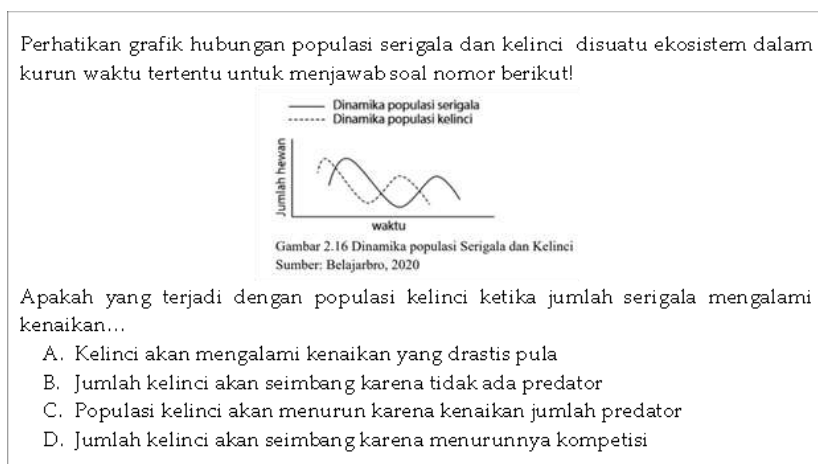 Perhatikan grafik hubungan populasi serigala dan kelinci disuatu ekosistem dalam
kurun waktu tertentu untuk menjawab soal nomor berikut!
Dinamika populasi serigala
Dinamika populasi kelinci
Jumlah hewan
waktu
Gambar 2.16 Dinamika populasi Serigala dan Kelinci
Sumber: Belajarbro, 2020
Apakah yang terjadi dengan populasi kelinci ketika jumlah serigala mengalami
kenaikan...
A. Kelinci akan mengalami kenaikan yang drastis pula
B. Jumlah kelinci akan seimbang karena tidak ada predator
C. Populasi kelinci akan menurun karena kenaikan jumlah predator
D. Jumlah kelinci akan seimbang karena menurunnya kompetisi